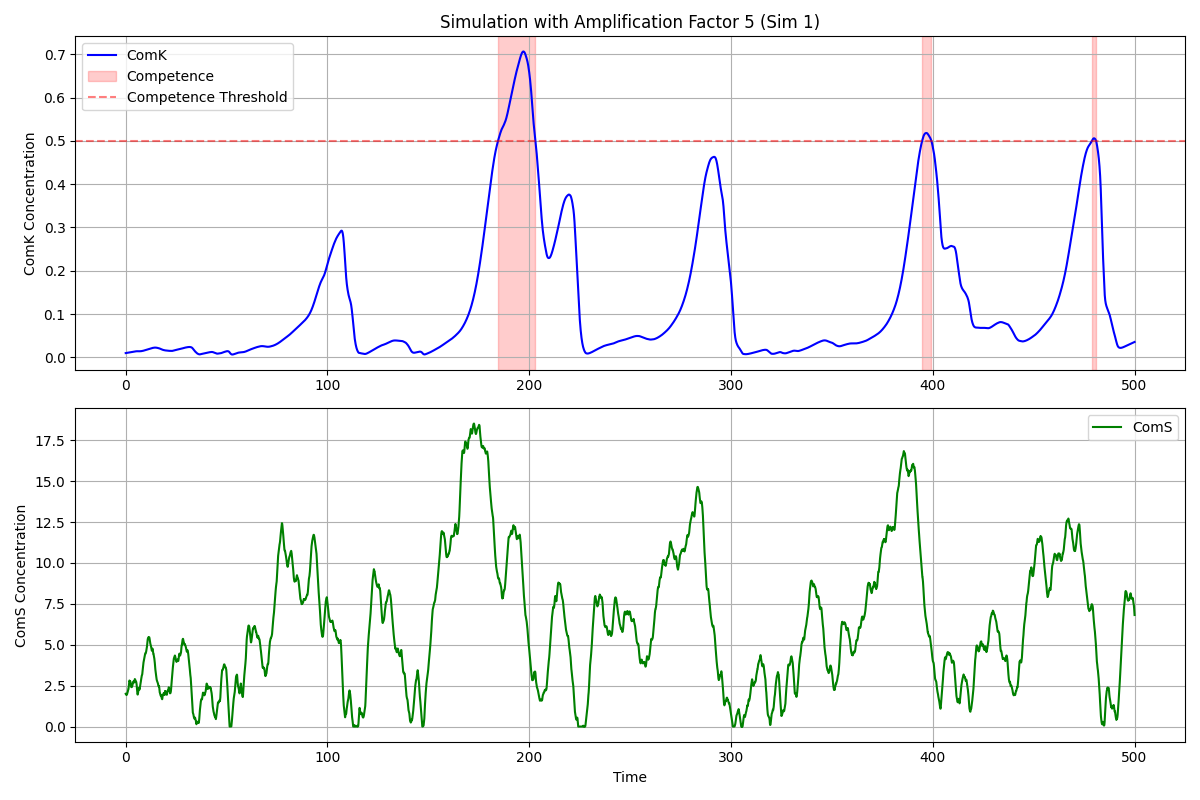 Simulation with Amplification Factor 5 (Sim 1)
ComK
Competence
Competence Threshold
ComK Concentration
0.7
0.6
0.5
0.4
0.3
0.2
0.1
0.0
0 100 200 300 400 500
ComS
ComS Concentration
17.5
15.0
12.5
10.0
7.5
5.0
2.5
0.0
0 100 200 300 400 500
Time